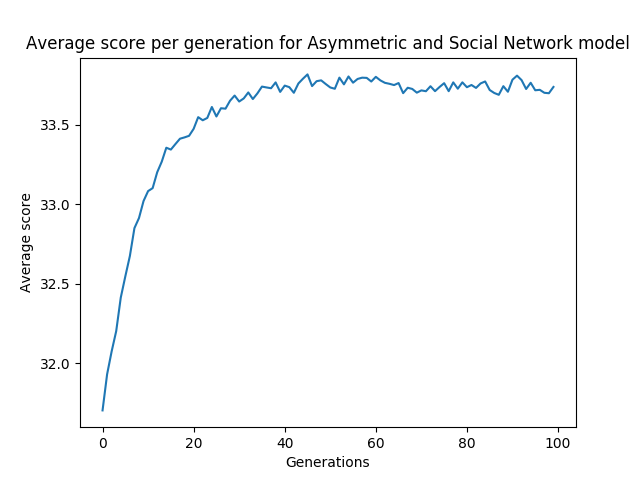 Average score per generation for Asymmetric and Social Network model
33.5
33.0
32.5
32.0
Average score
0 20 40 60 80 100
Generations